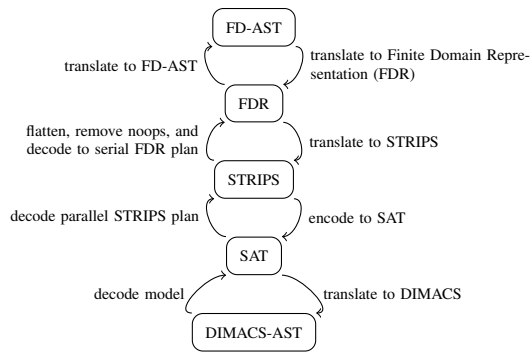 FD-AST
translate to FD-AST
translate to Finite Domain Repre-
sentation (FDR)
FDR
flatten, remove noops, and
decode to serial FDR plan
translate to STRIPS
STRIPS
decode parallel STRIPS plan
encode to SAT
SAT
decode model
translate to DIMACS
DIMACS-AST